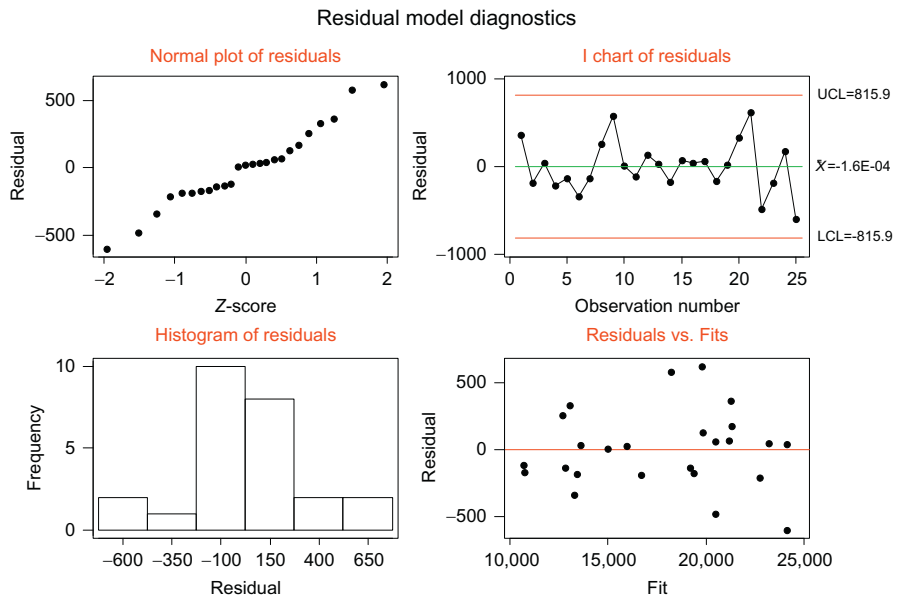 Residual model diagnostics
Normal plot of residuals
500
0
−500
Residual
−2
−1
0
1
2
Z-score
I chart of residuals
1000
0
−1000
Residual
UCL=815.9
X̄=-1.6E-04
LCL=-815.9
0
5
10
15
20
25
Observation number
Histogram of residuals
10
5
0
Frequency
−600
−350
−100
150
400
650
Residual
Residuals vs. Fits
500
0
−500
Residual
10,000
15,000
20,000
25,000
Fit